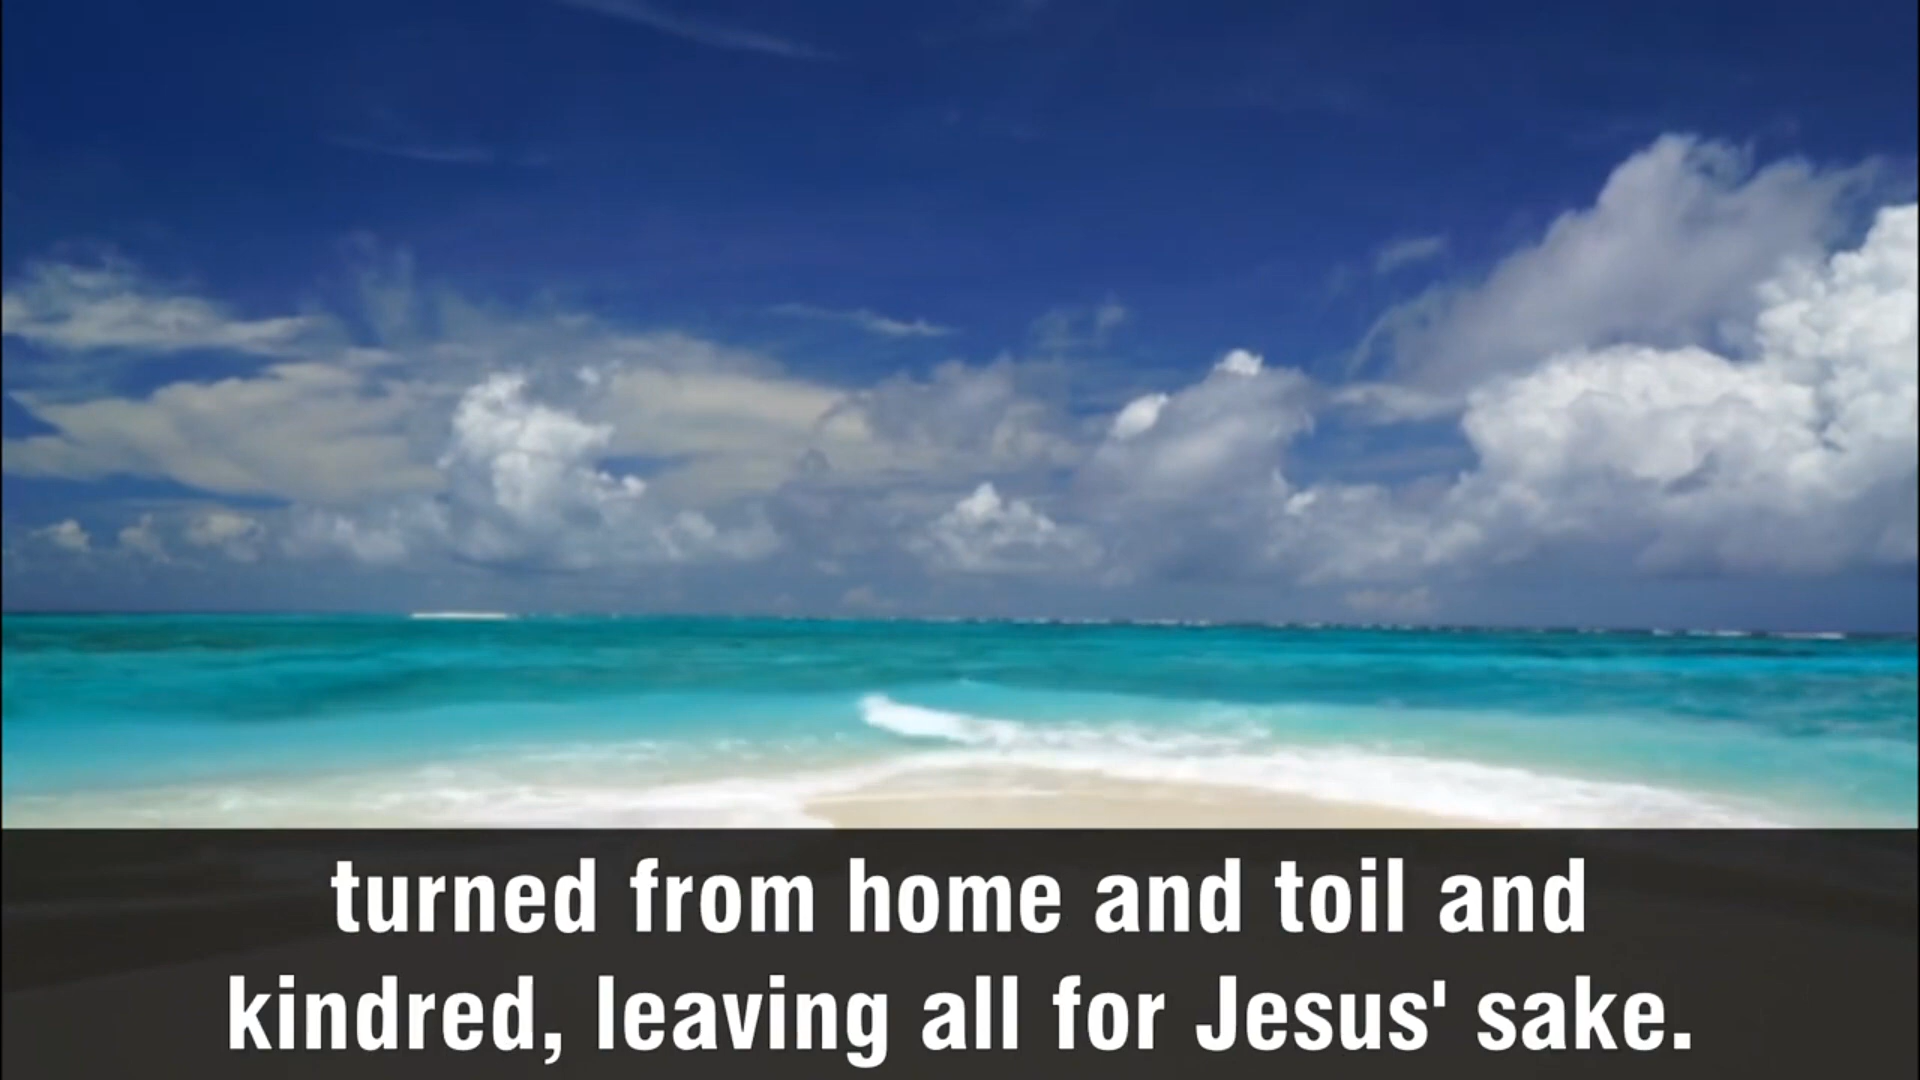 turned from home and toil and
kindred, leaving all for Jesus' sake.